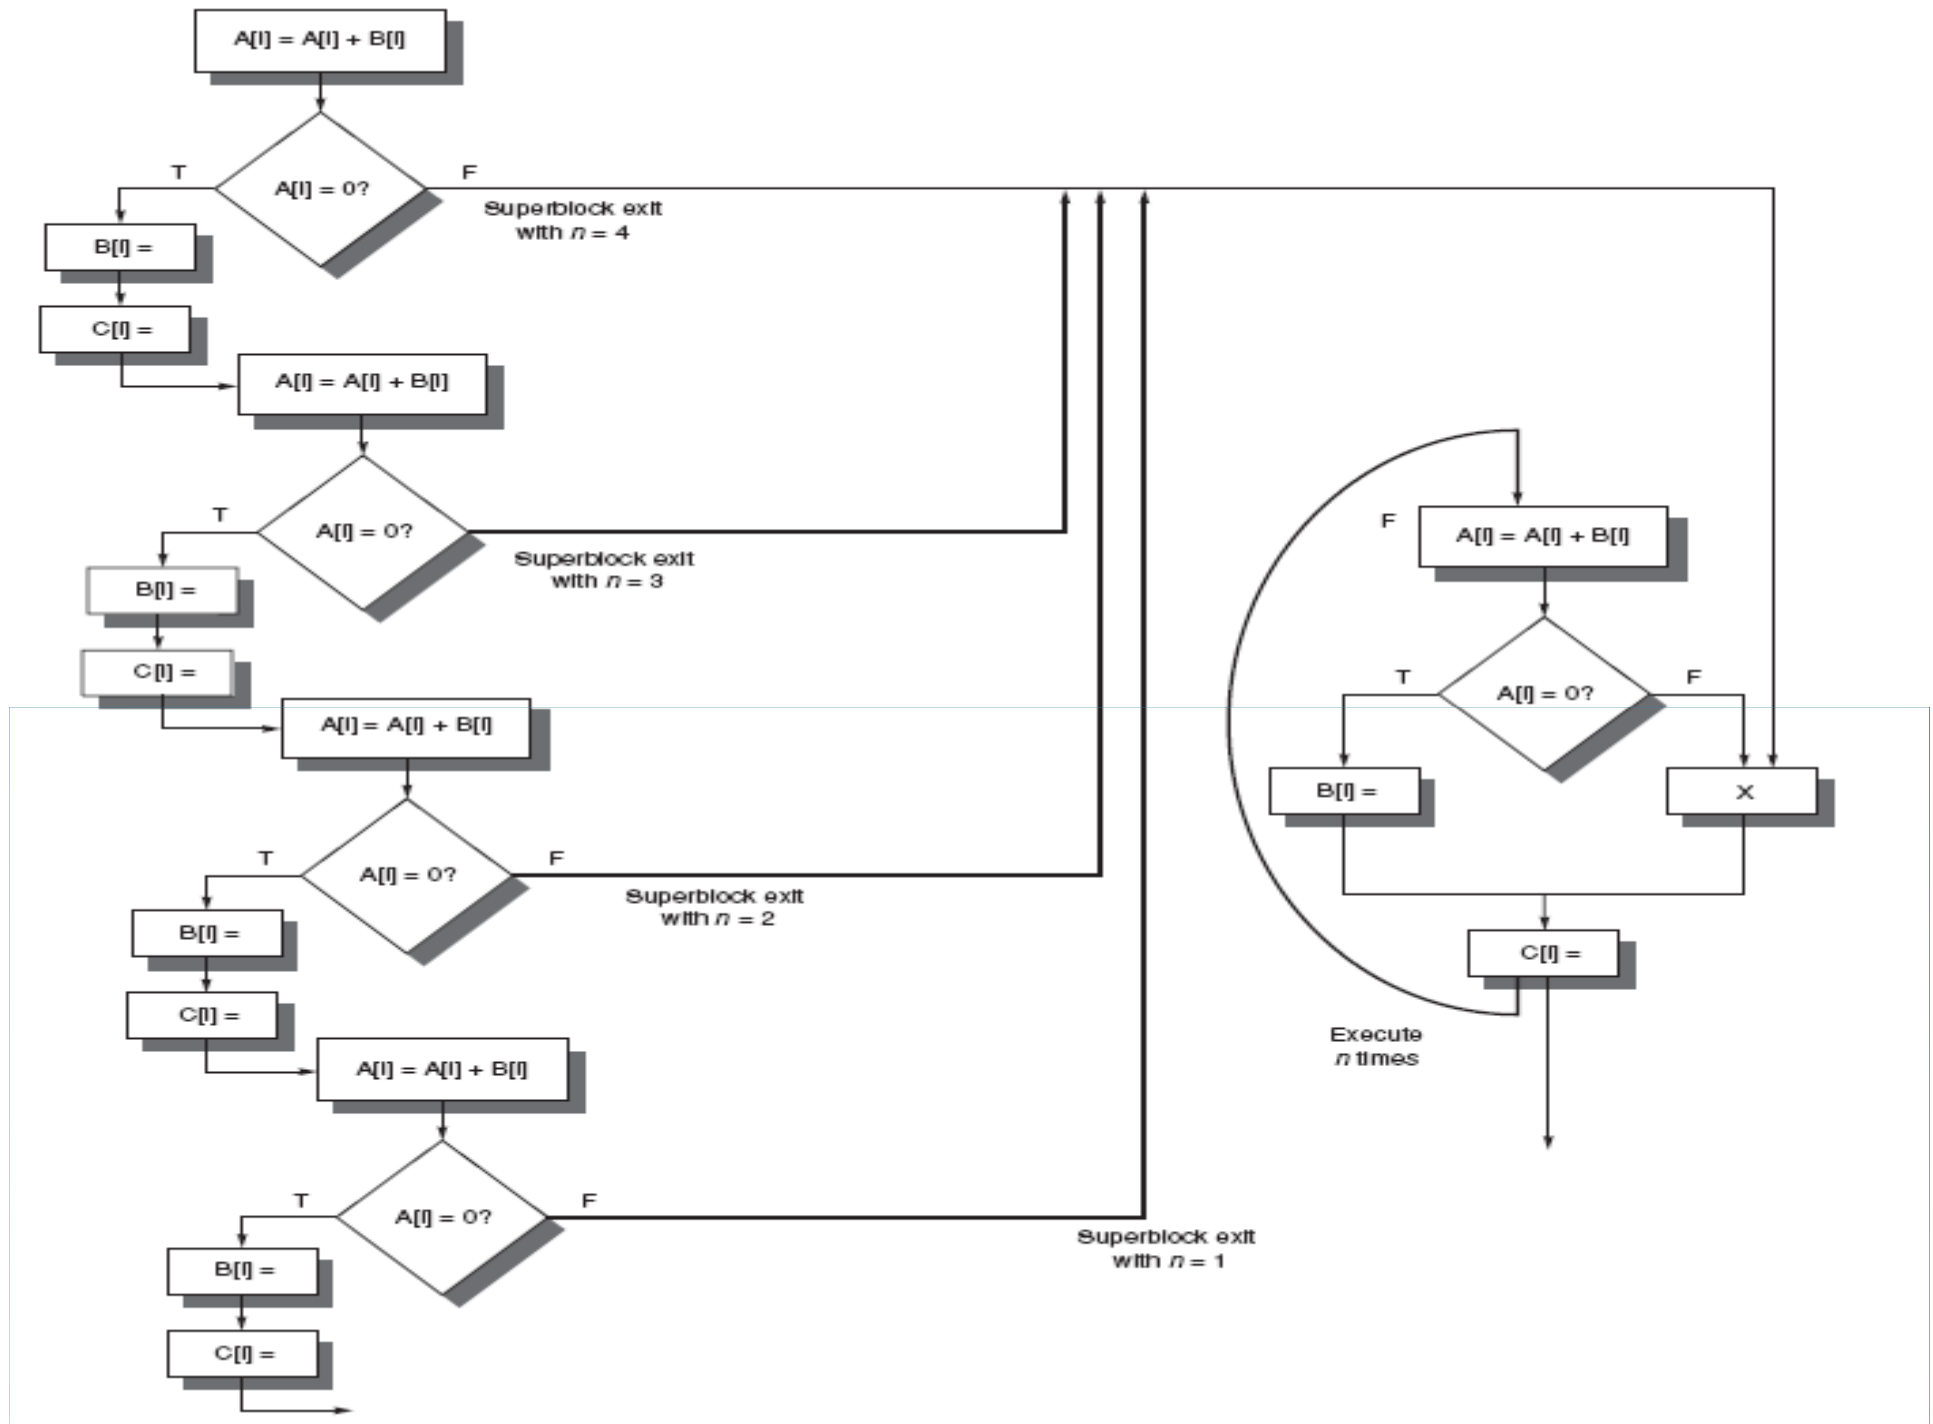 A[I] = A[I] + B[I]
T
A[I] = 0?
F
Superblock exit
with n = 4
B[I] =
C[I] =
A[I] = A[I] + B[I]
T
A[I] = 0?
Superblock exit
with n = 3
B[I] =
C[I] =
A[I] = A[I] + B[I]
T
A[I] = 0?
F
Superblock exit
with n = 2
B[I] =
C[I] =
A[I] = A[I] + B[I]
T
A[I] = 0?
F
Superblock exit
with n = 1
B[I] =
C[I] =
F
A[I] = A[I] + B[I]
T
A[I] = 0?
F
B[I] =
X
C[I] =
Execute
n times